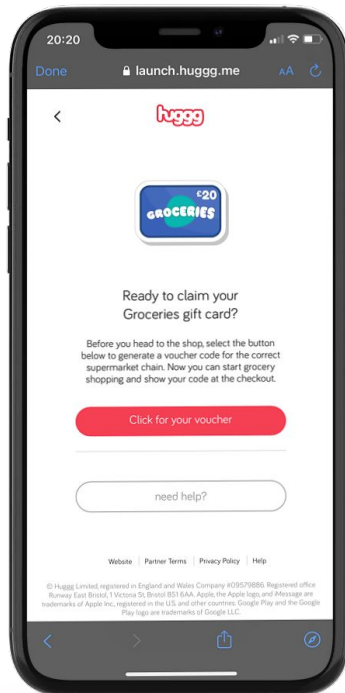 20:20
Done
launch.huggg.me
AA
huggg
£20
GROCERIES
Ready to claim your
Groceries gift card?
Before you head to the shop, select the button
below to generate a voucher code for the correct
supermarket chain. Now you can start grocery
shopping and show your code at the checkout.
Click for your voucher
need help?
Website | Partner Terms | Privacy Policy | Help
© Huggg Limited, registered in England and Wales Company #09579886. Registered office
Runway East Bristol, 1 Victoria St, Bristol BS1 6AA. Apple, the Apple logo, and iMessage are
trademarks of Apple Inc., registered in the U.S. and other countries. Google Play and the Google
Play logo are trademarks of Google LLC.